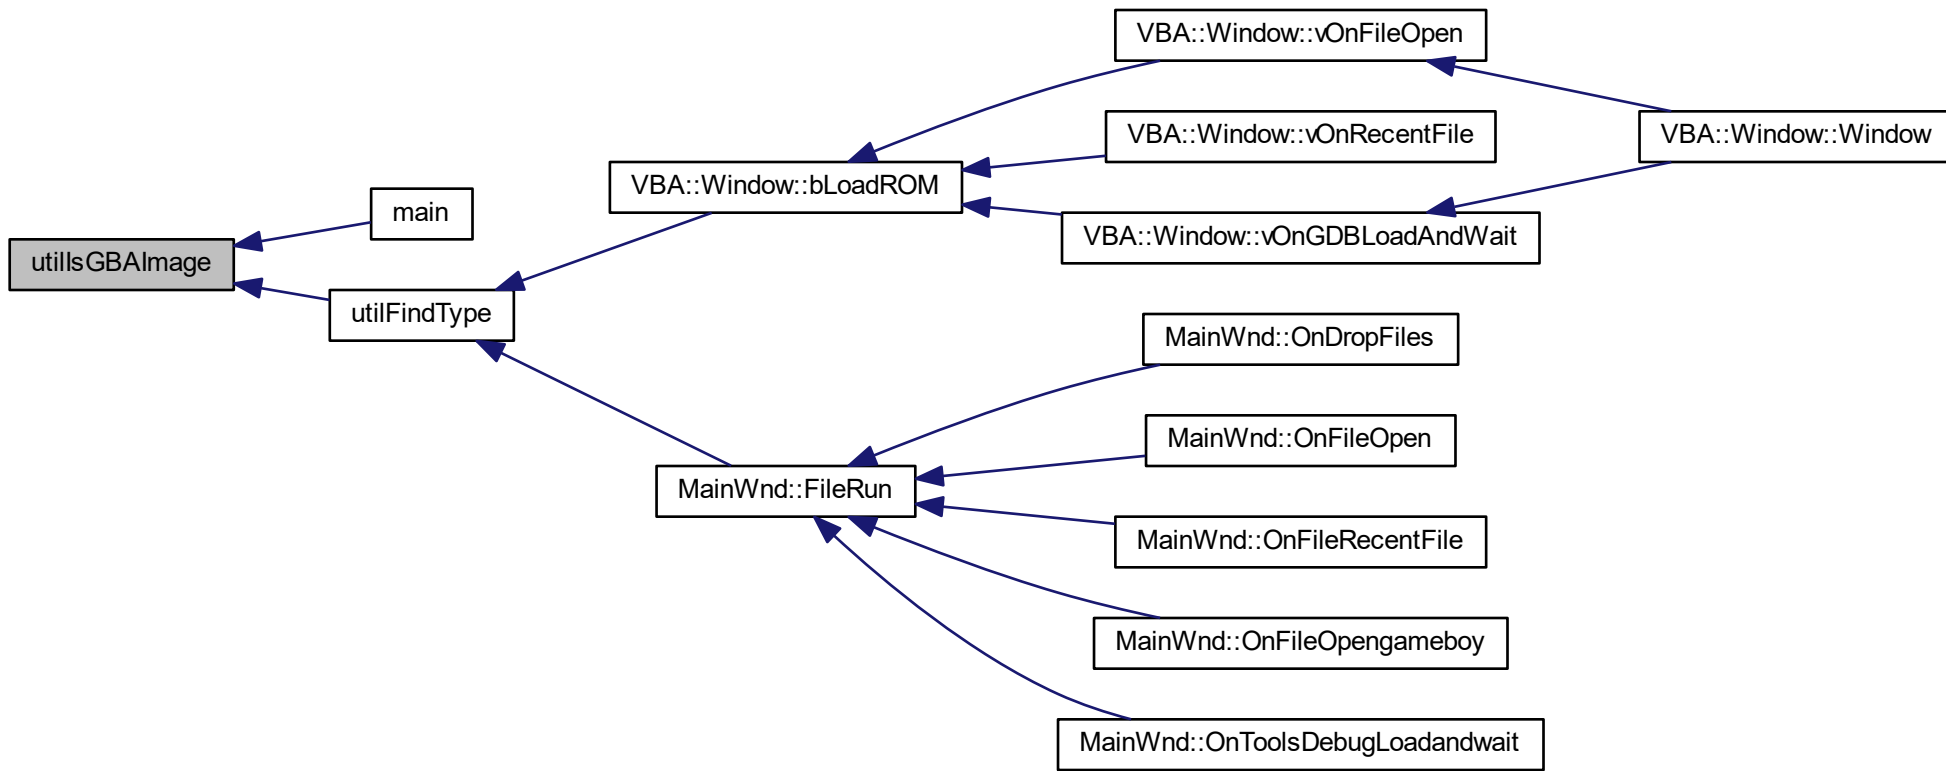 VBA::Window::vOnFileOpen
VBA::Window::vOnRecentFile
VBA::Window::Window
VBA::Window::bLoadROM
main
VBA::Window::vOnGDBLoadAndWait
utilIsGBAImage
utilFindType
MainWnd::OnDropFiles
MainWnd::OnFileOpen
MainWnd::FileRun
MainWnd::OnFileRecentFile
MainWnd::OnFileOpengameboy
MainWnd::OnToolsDebugLoadandwait